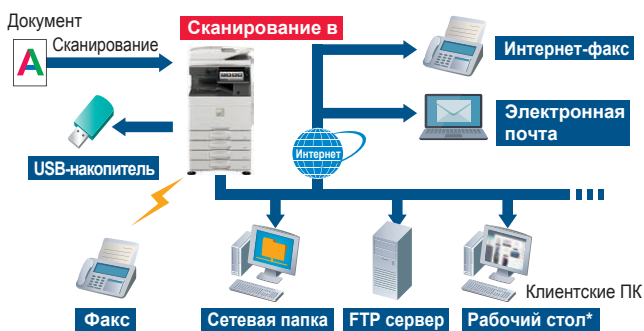 Документ
Сканирование
Сканирование в
A
Интернет-факс
Электронная
почта
Интернет
USB-накопитель
Клиентские ПК
Факс
Сетевая папка
FTP сервер
Рабочий стол*